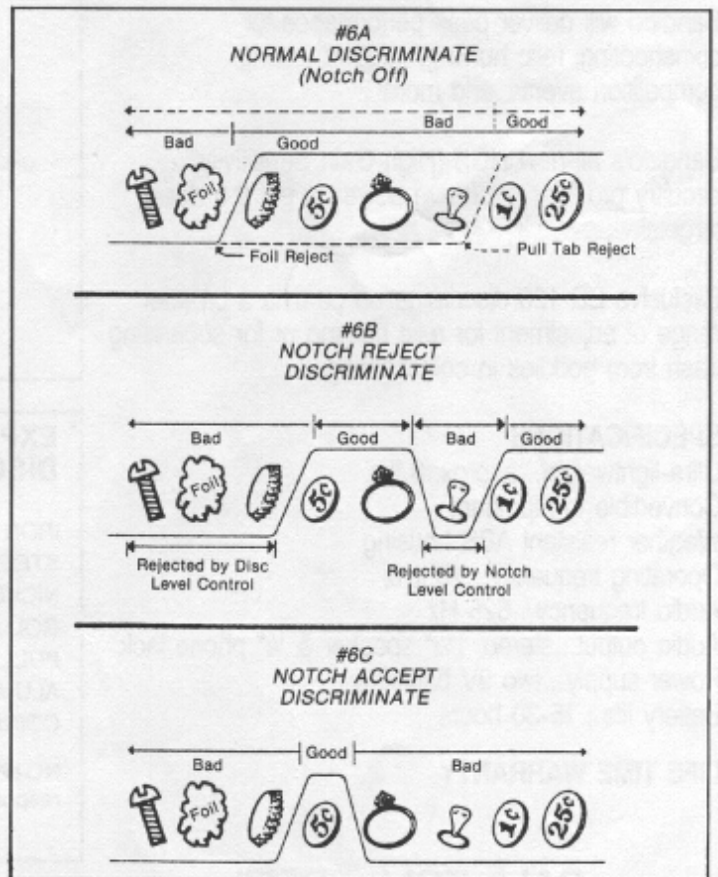 #6A
NORMAL DISCRIMINATE
(Notch Off)
Bad Good
Bad Good
Foil 5¢ 1¢ 25¢
Foil Reject Pull Tab Reject
#6B
NOTCH REJECT
DISCRIMINATE
Bad Good Bad Good
Foil 5¢ 1¢ 25¢
Rejected by Disc
Level Control
Rejected by Notch
Level Control
#6C
NOTCH ACCEPT
DISCRIMINATE
Good
Bad Bad
Foil 5¢ 1¢ 25¢